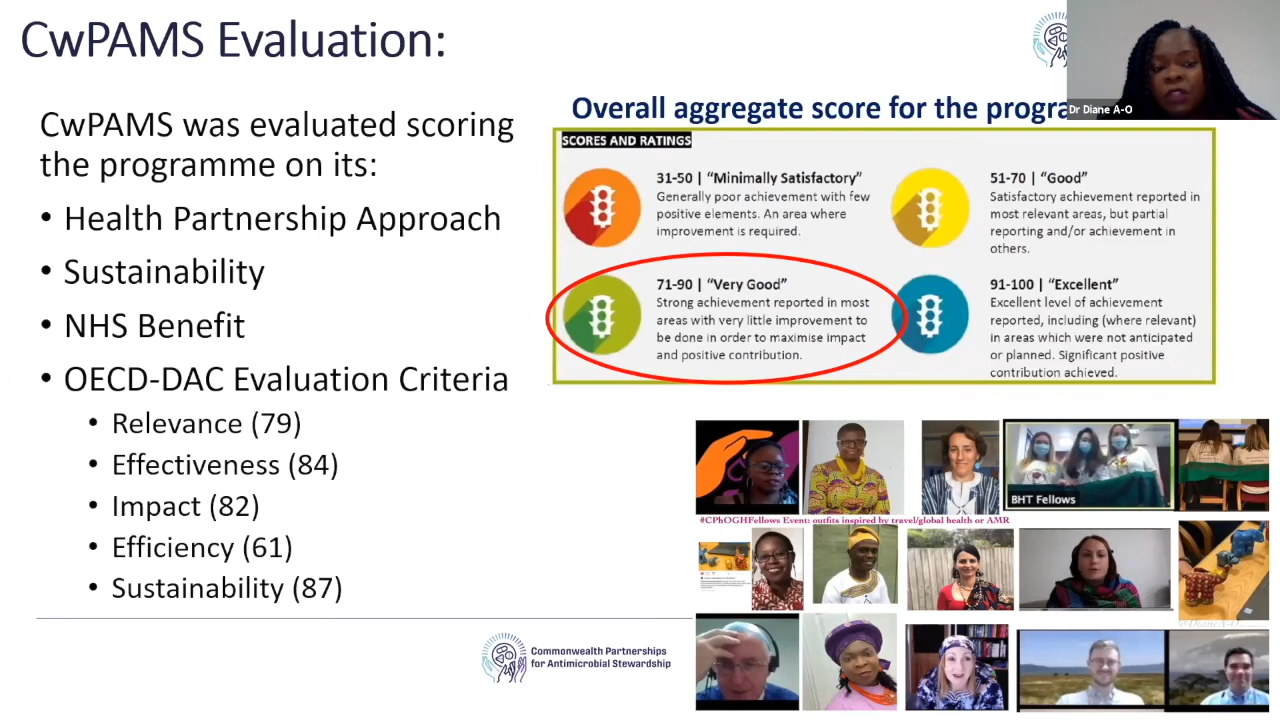 CwPAMS Evaluation:
CwPAMS was evaluated scoring
the programme on its:
• Health Partnership Approach
• Sustainability
• NHS Benefit
• OECD-DAC Evaluation Criteria
• Relevance (79)
• Effectiveness (84)
• Impact (82)
• Efficiency (61)
• Sustainability (87)
Overall aggregate score for the progra
Dr Diane A-O
SCORES AND RATINGS
31-50 | “Minimally Satisfactory”
Generally poor achievement with few
positive elements. An area where
improvement is required.
51-70 | “Good”
Satisfactory achievement reported in
most relevant areas, but partial
reporting and/or achievement in
others.
71-90 | “Very Good”
Strong achievement reported in most
areas with very little improvement to
be done in order to maximise impact
and positive contribution.
91-100 | “Excellent”
Excellent level of achievement
reported, including (where relevant)
in areas which were not anticipated
or planned. Significant positive
contribution achieved.
BHT Fellows
#CPhOGHFellows Event: outfits inspired by travel/global health or AMR
@DianeA-O
Commonwealth Partnerships
for Antimicrobial Stewardship